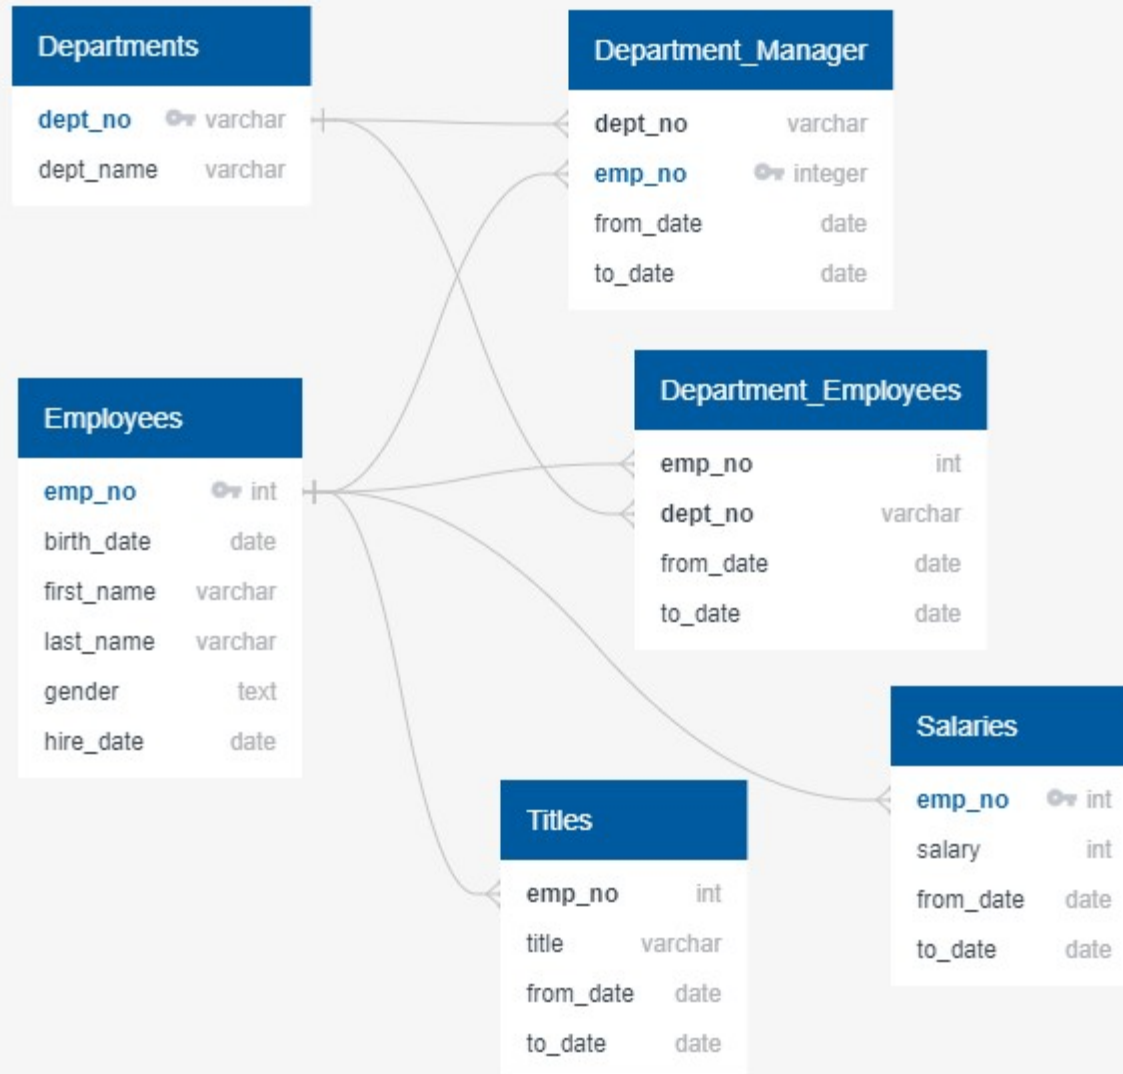 Departments
dept_no varchar
dept_name varchar
Department_Manager
dept_no varchar
emp_no integer
from_date date
to_date date
Employees
emp_no int
birth_date date
first_name varchar
last_name varchar
gender text
hire_date date
Department_Employees
emp_no int
dept_no varchar
from_date date
to_date date
Titles
emp_no int
title varchar
from_date date
to_date date
Salaries
emp_no int
salary int
from_date date
to_date date